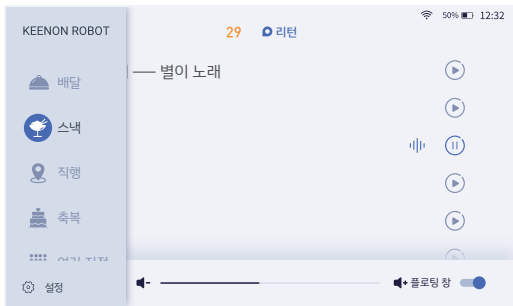 50% 12:32
KEENON ROBOT
29 리턴
── 별이 노래
배달
스낵
직행
축복
설정
플로팅 창